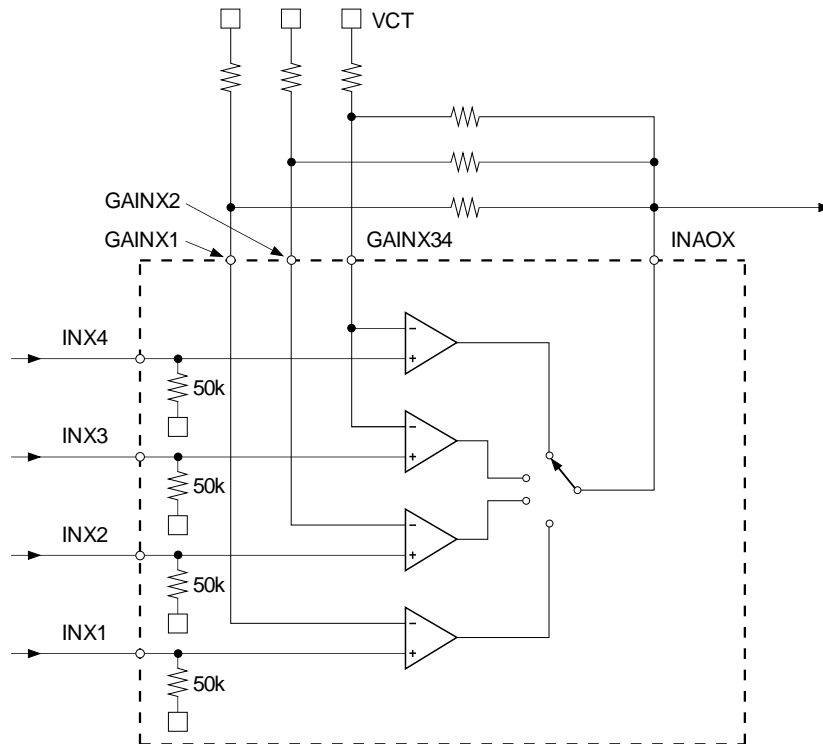 VCT
GAINX2
GAINX1
GAINX34
INAOX
INX4
−
+
50k
INX3
−
+
50k
INX2
−
+
50k
INX1
−
+
50k